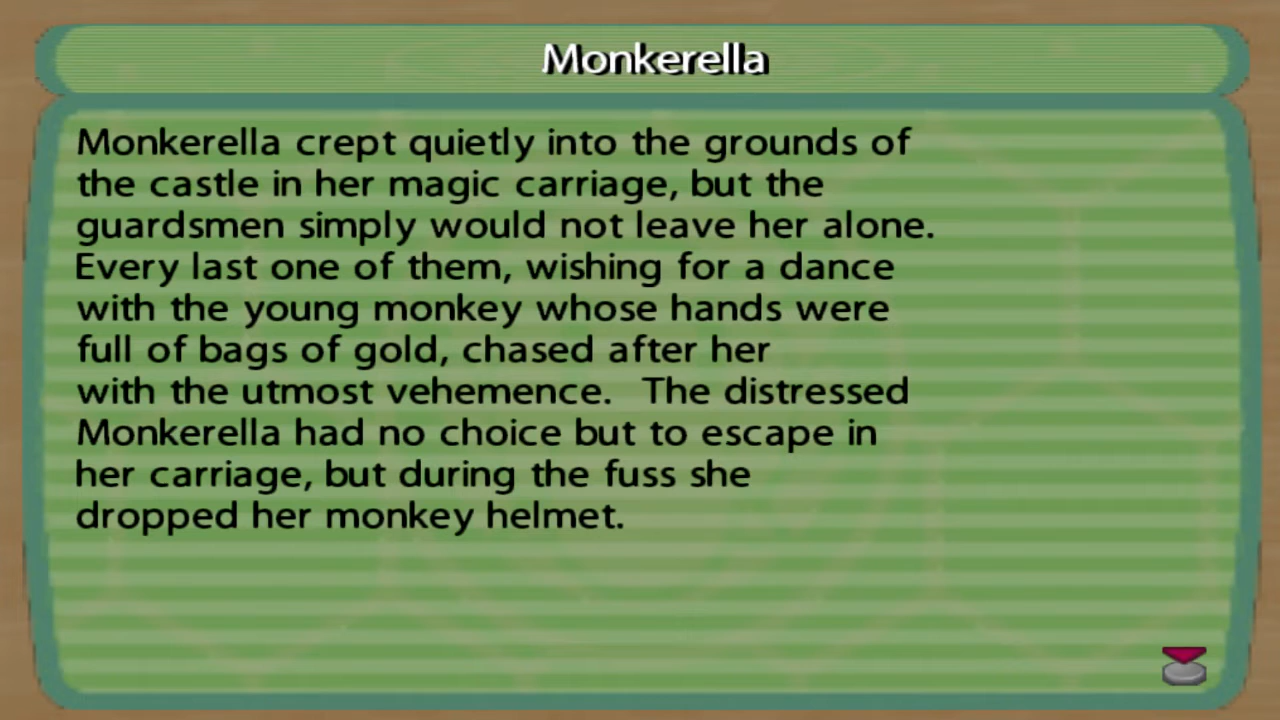 Monkerella
Monkerella crept quietly into the grounds of
the castle in her magic carriage, but the
guardsmen simply would not leave her alone.
Every last one of them, wishing for a dance
with the young monkey whose hands were
full of bags of gold, chased after her
with the utmost vehemence.  The distressed
Monkerella had no choice but to escape in
her carriage, but during the fuss she
dropped her monkey helmet.